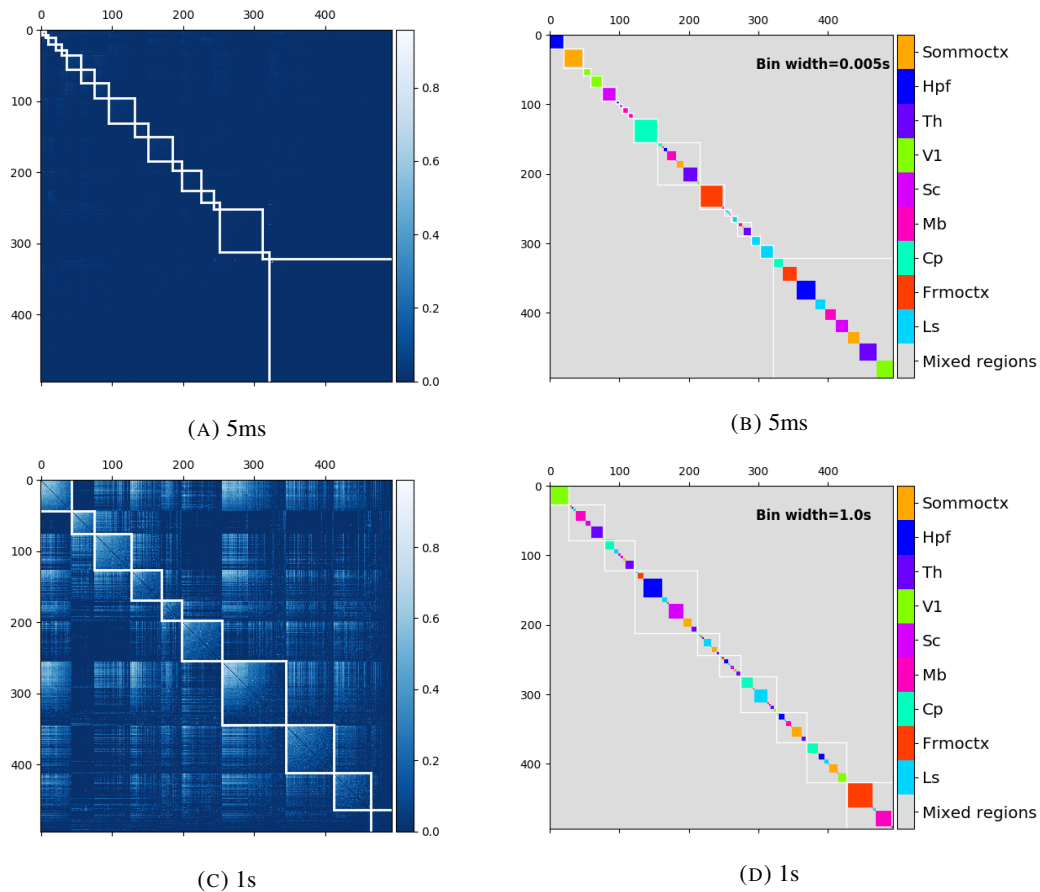 0 100 200 300 400
0
100
200
300
400
0.8
0.6
0.4
0.2
0.0
(A) 5ms
0 100 200 300 400
0
100
200
300
400
Bin width=0.005s
Sommoctx
Hpf
Th
V1
Sc
Mb
Cp
Frmoctx
Ls
Mixed regions
(B) 5ms
0 100 200 300 400
0
100
200
300
400
0.8
0.6
0.4
0.2
0.0
(C) 1s
0 100 200 300 400
0
100
200
300
400
Bin width=1.0s
Sommoctx
Hpf
Th
V1
Sc
Mb
Cp
Frmoctx
Ls
Mixed regions
(D) 1s